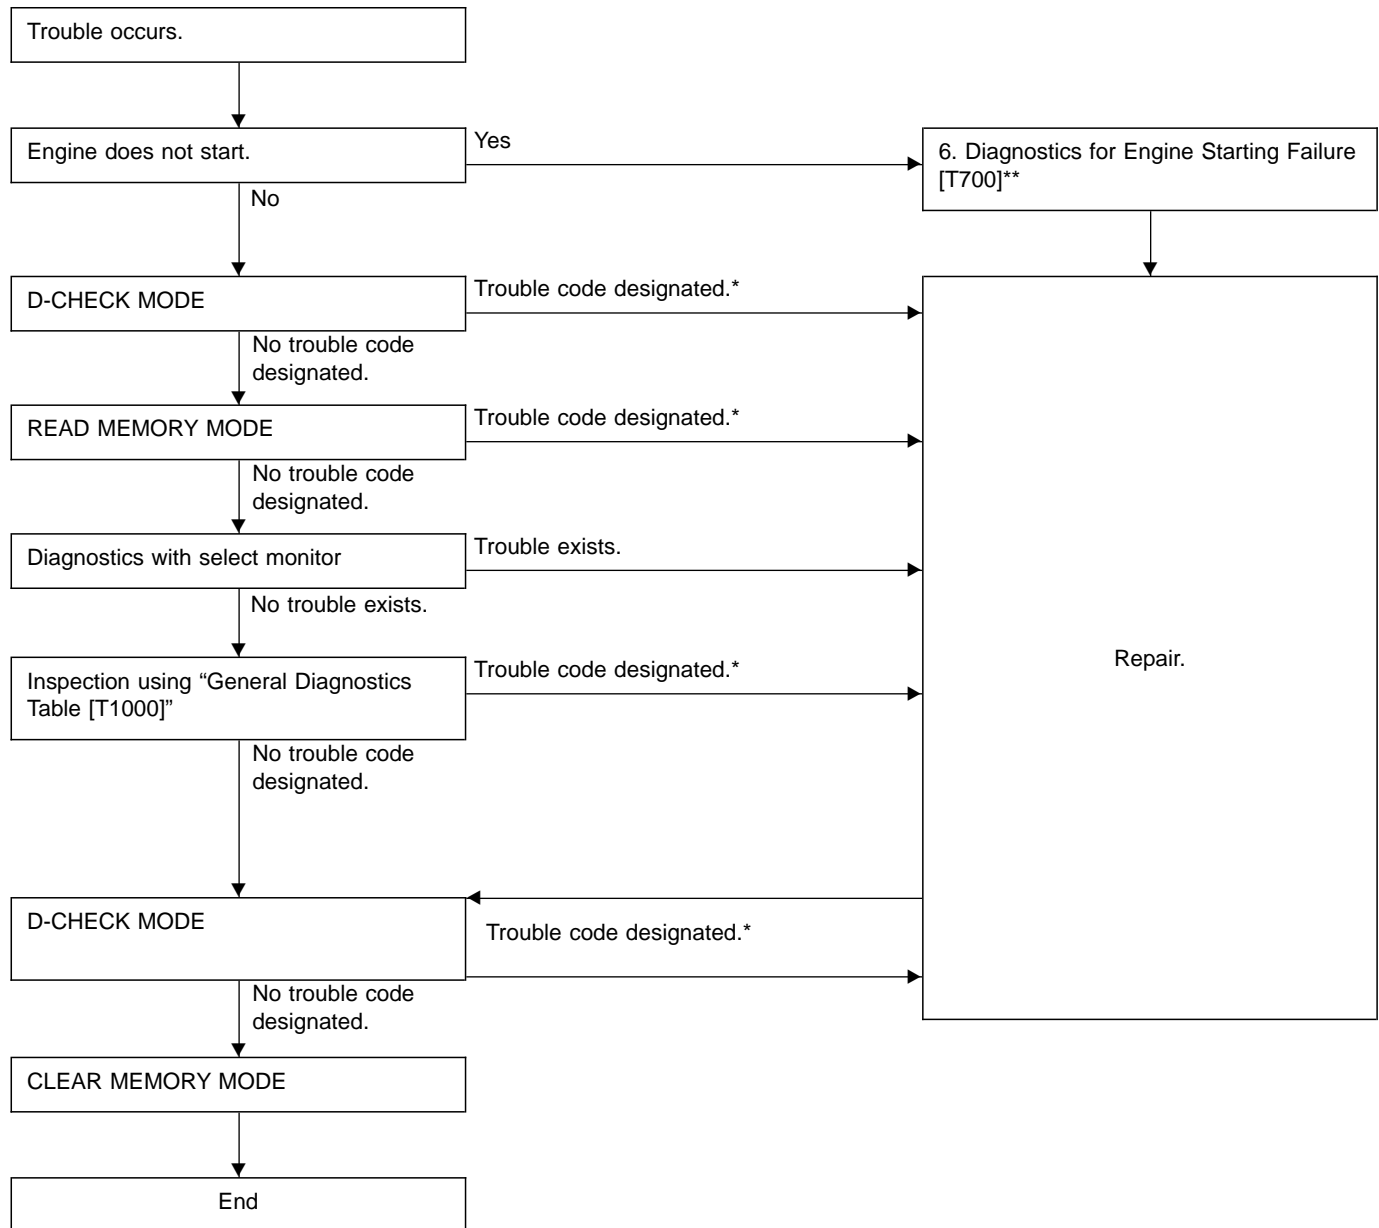 Trouble occurs.
Engine does not start.
Yes
6. Diagnostics for Engine Starting Failure
[T700]**
No
D-CHECK MODE
Trouble code designated.*
No trouble code
designated.
READ MEMORY MODE
Trouble code designated.*
No trouble code
designated.
Diagnostics with select monitor
Trouble exists.
No trouble exists.
Inspection using “General Diagnostics
Table [T1000]”
Trouble code designated.*
Repair.
No trouble code
designated.
D-CHECK MODE
Trouble code designated.*
No trouble code
designated.
CLEAR MEMORY MODE
End